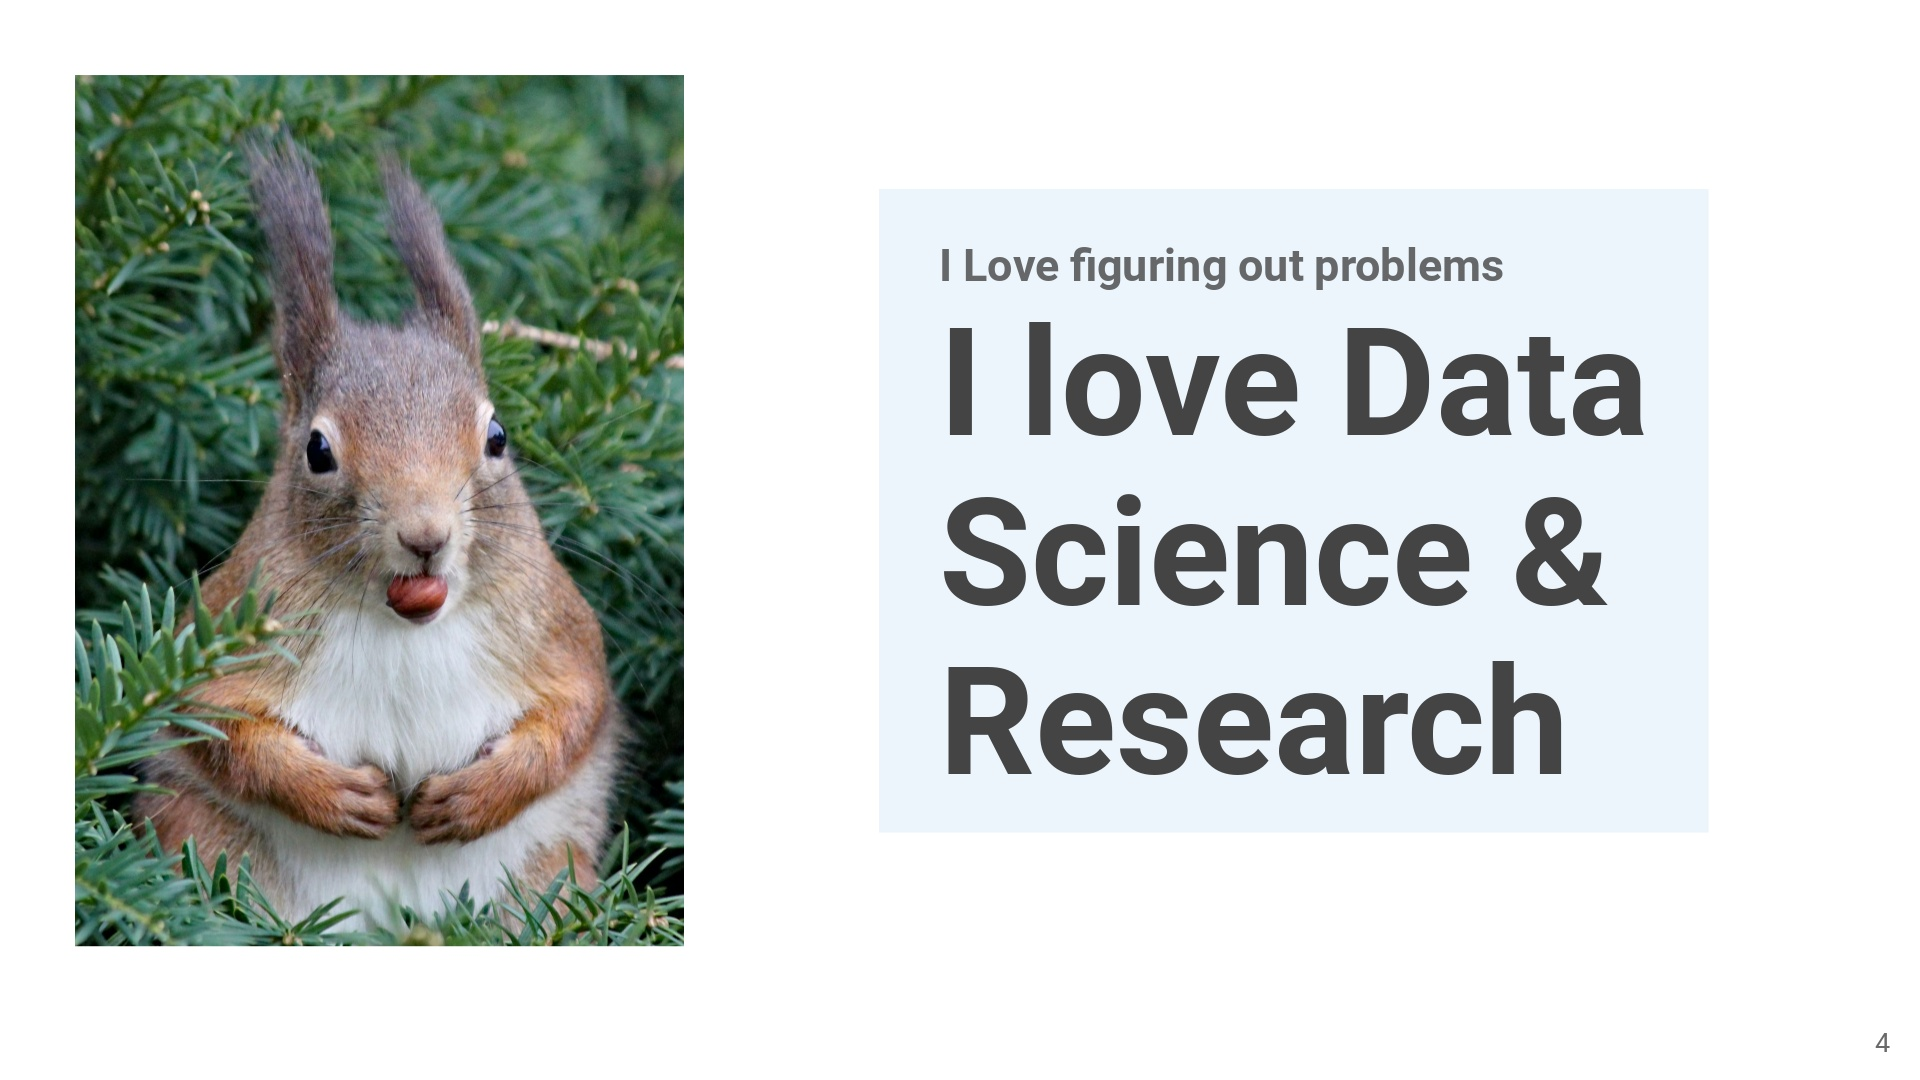 I Love figuring out problems
I love Data
Science &
Research
4